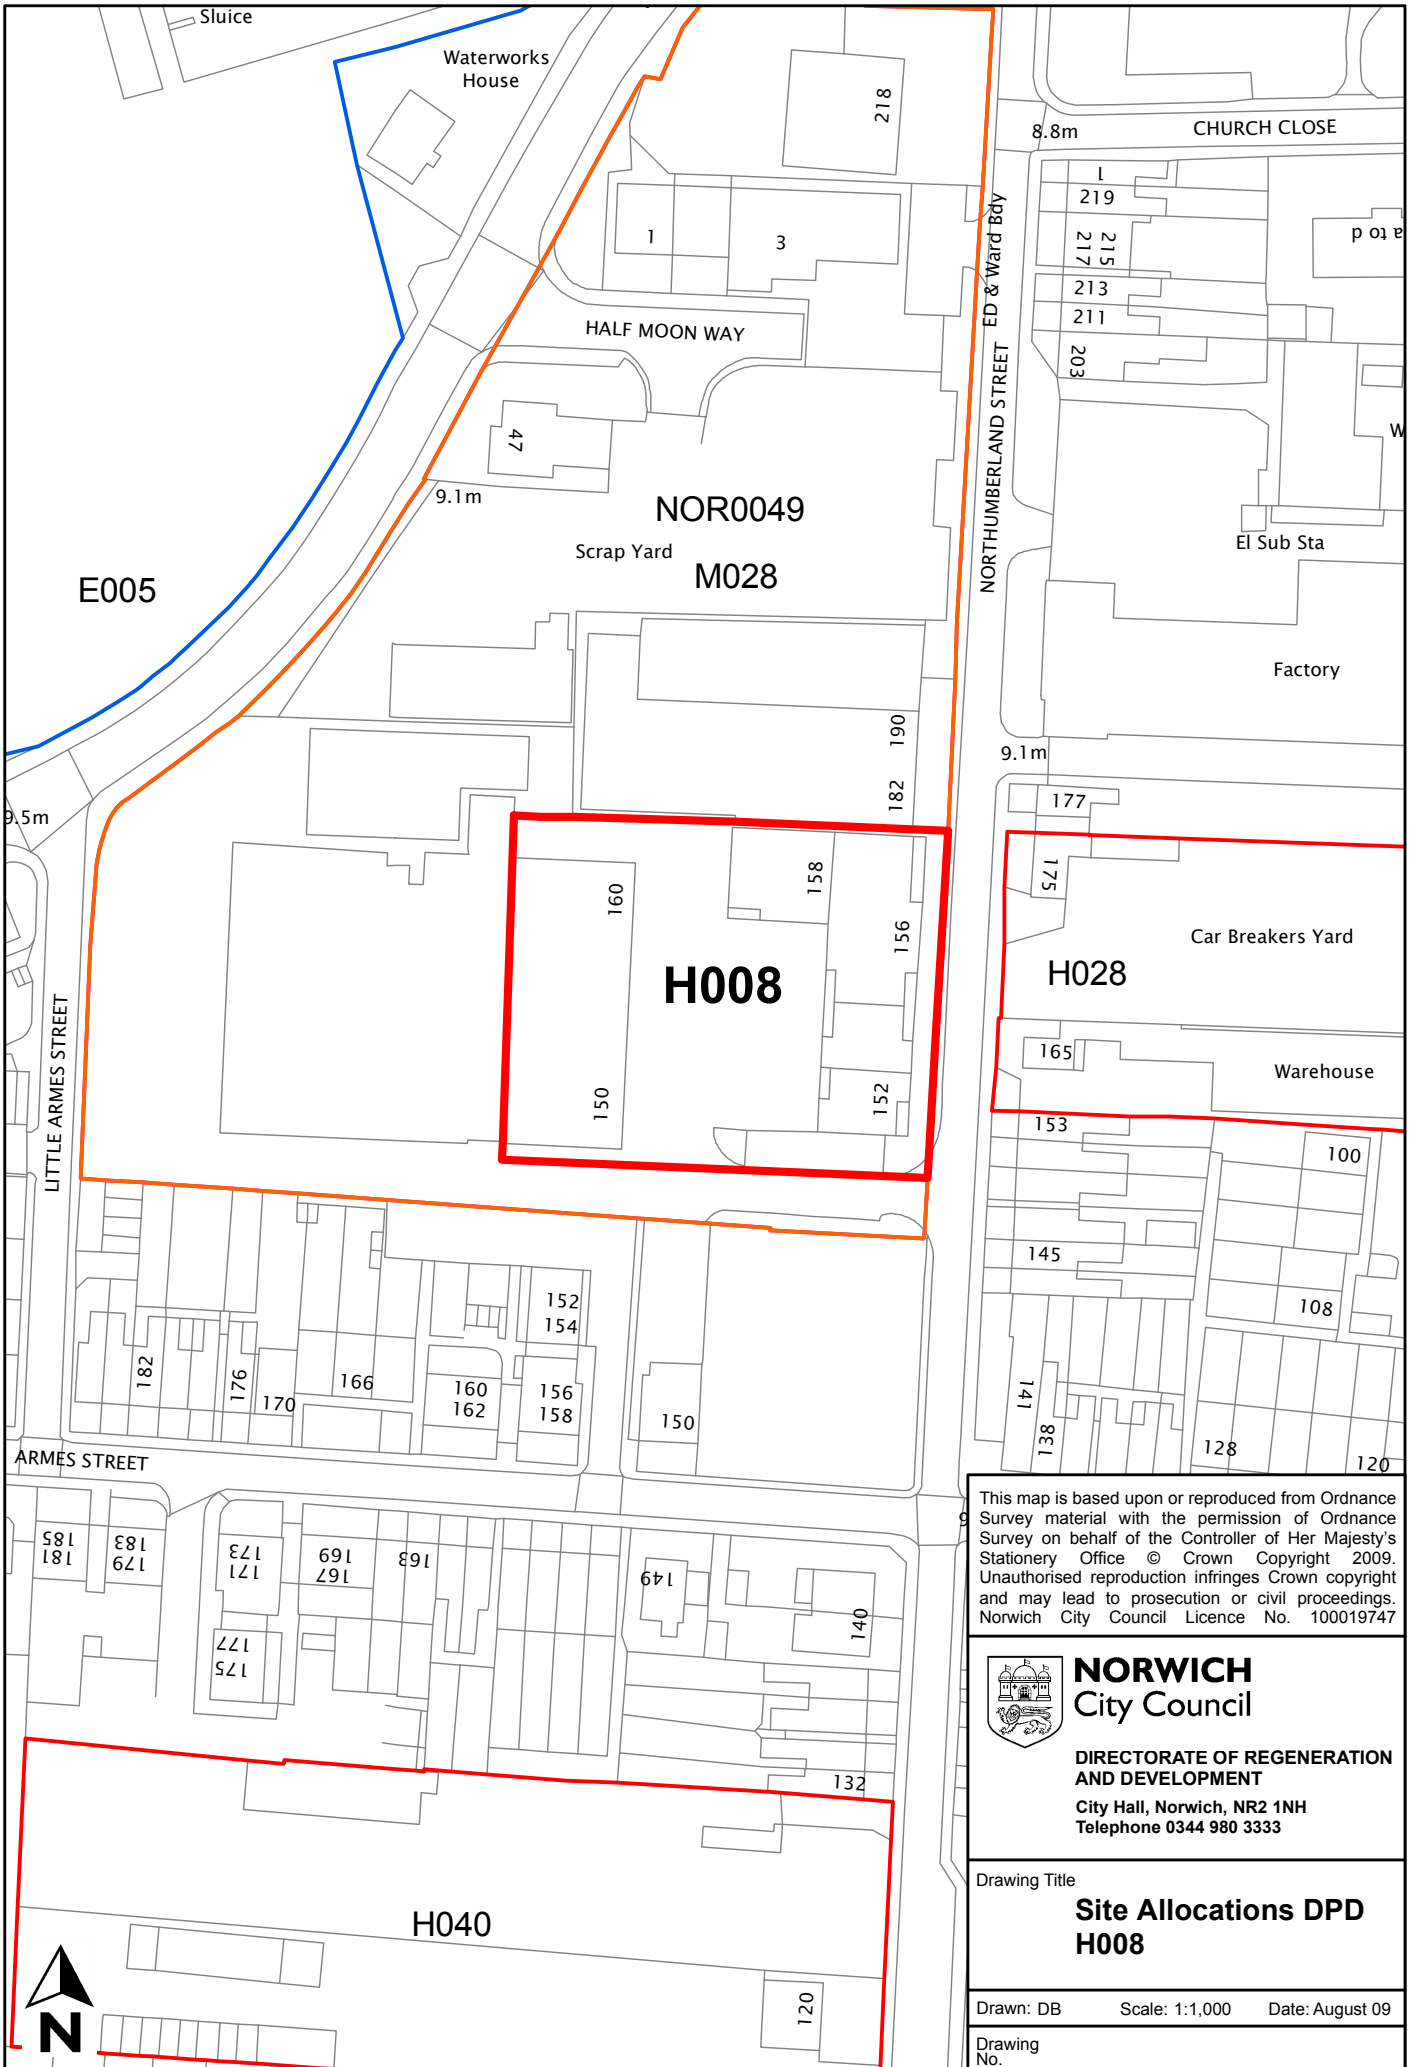 Sluice
Waterworks
House
218
8.8m
CHURCH CLOSE
1
219
215
217
213
211
203
a to d
1
3
ED & Ward Bdy
HALF MOON WAY
NORTHUMBERLAND STREET
47
9.1m
NOR0049
Scrap Yard
M028
E005
W
El Sub Sta
Factory
190
182
9.1m
9.5m
177
175
158
160
156
Car Breakers Yard
H008
H028
165
Warehouse
150
152
153
100
LITTLE ARMES STREET
145
108
152
154
182
176
170
166
160
162
156
158
150
141
138
128
120
ARMES STREET
185
181
183
179
173
171
169
167
163
149
140
177
175
132
H040
120
N
9
This map is based upon or reproduced from Ordnance
Survey material with the permission of Ordnance
Survey on behalf of the Controller of Her Majesty's
Stationery Office © Crown Copyright 2009.
Unauthorised reproduction infringes Crown copyright
and may lead to prosecution or civil proceedings.
Norwich City Council Licence No. 100019747
NORWICH
City Council
DIRECTORATE OF REGENERATION
AND DEVELOPMENT
City Hall, Norwich, NR2 1NH
Telephone 0344 980 3333
Drawing Title
Site Allocations DPD
H008
Drawn: DB Scale: 1:1,000 Date: August 09
Drawing
No.